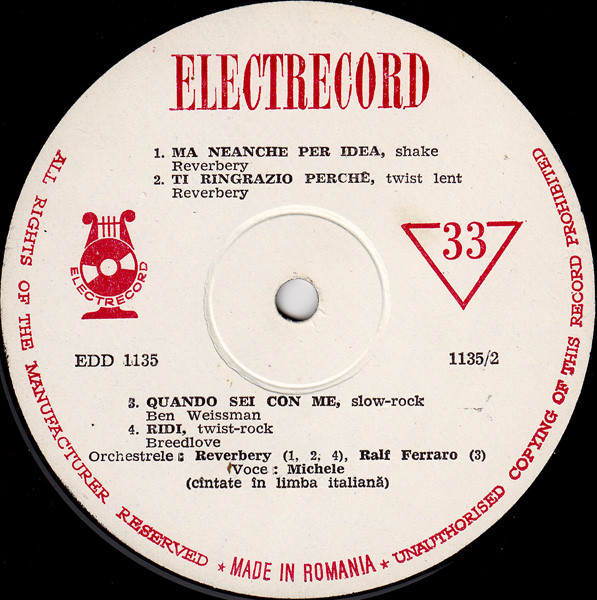 ELECTRECORD
1. MA NEANCHE PER IDEA, shake
Reverbery
2. TI RINGRAZIO PERCHÊ, twist lent
Reverbery
33
ELECTRECORD
EDD 1135
1135/2
3. QUANDO SEI CON ME, slow-rock
Ben Weissman
4. RIDI, twist-rock
Breedlove
Orchestrele: Reverbery (1, 2, 4), Ralf Ferraro (3)
Voce: Michele
(cîntate în limba italiană)
ALL RIGHTS OF THE MANUFACTURER RESERVED ★ MADE IN ROMANIA ★ UNAUTHORISED COPYING OF THIS RECORD PROHIBITED